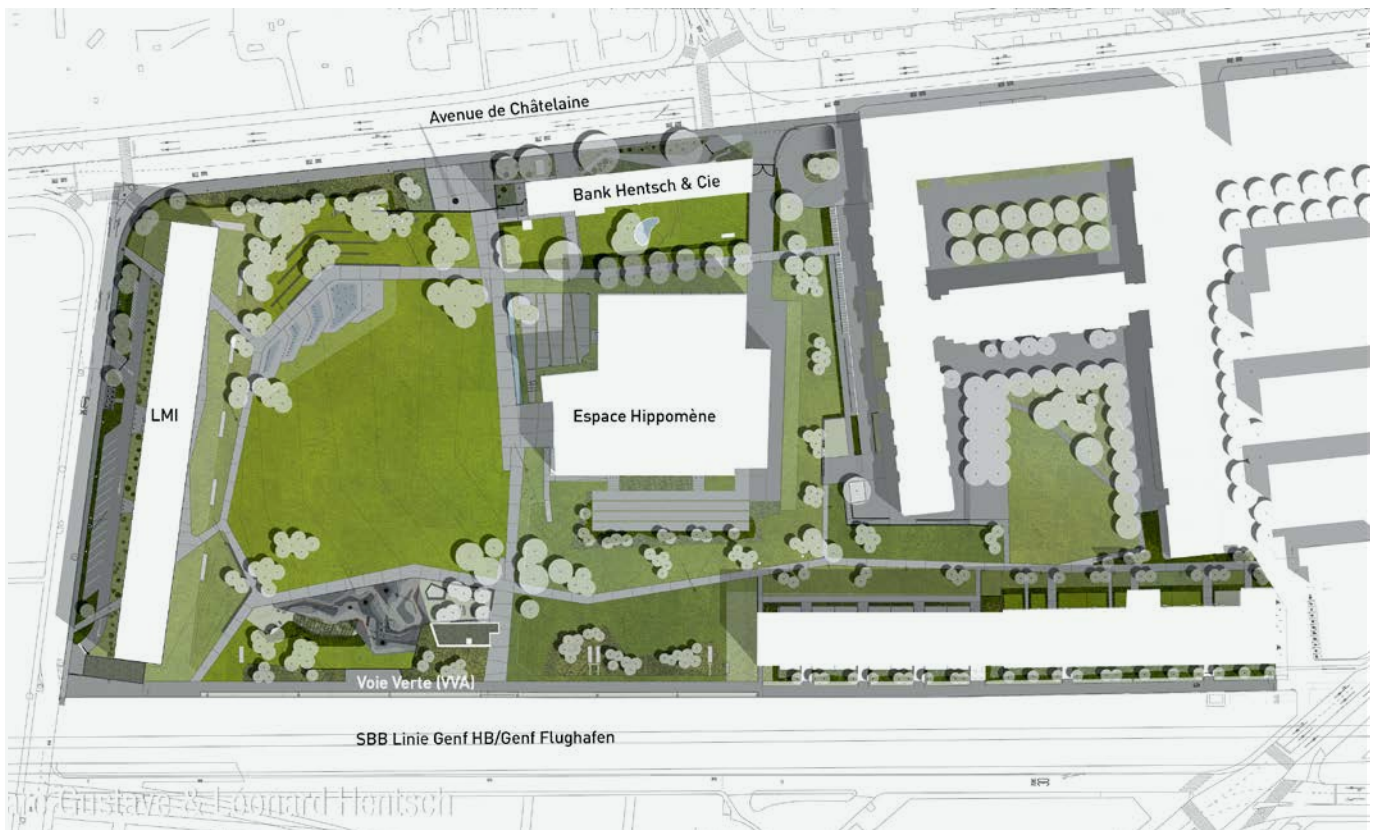 Avenue de Châtelaine
Bank Hentsch & Cie
LMI
Espace Hippomène
Voie Verte (VVA)
SBB Linie Genf HB/Genf Flughafen
Gustave & Léonard Hentsch